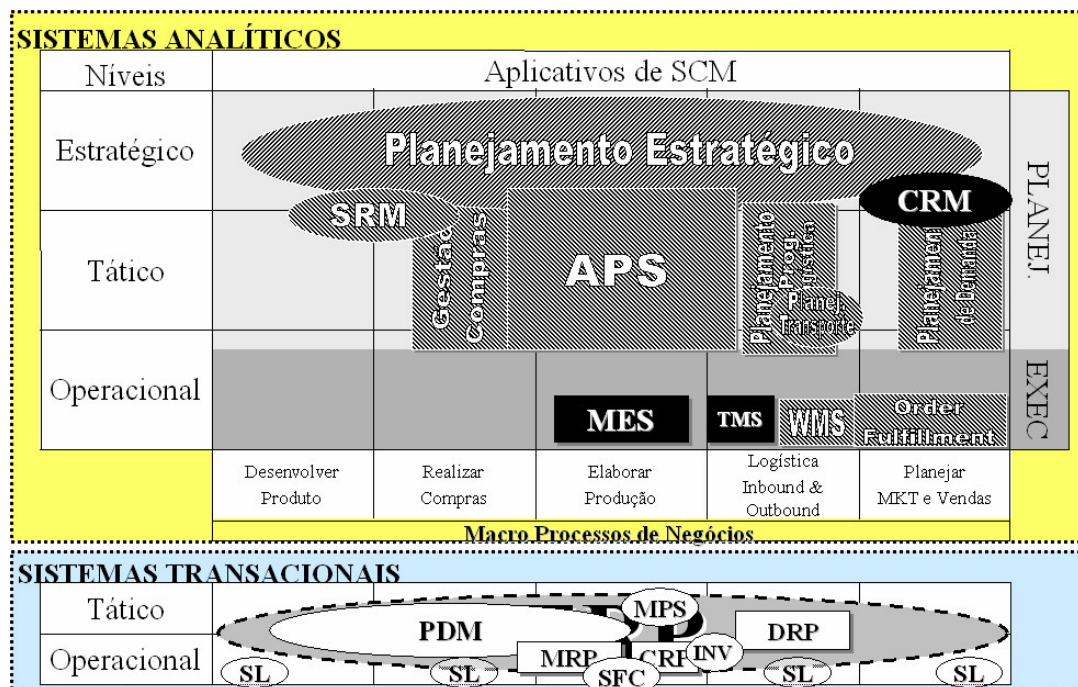 SISTEMAS ANALÍTICOS
Níveis
Aplicativos de SCM
Estratégico
Planejamento Estratégico
CRM
SRM
PLANEJ.
Tático
Gestao
Compras
APS
Planejamento
Prog.
Planej.
Transporte
Planejamen
de Demanda
Operacional
MES
TMS
WMS
Order
Fulfillment
EXEC
Desenvolver
Produto
Realizar
Compras
Elaborar
Produção
Logística
Inbound &
Outbound
Planejar
MKT e Vendas
Macro Processos de Negócios
SISTEMAS TRANSACIONAIS
Tático
MPS
PDM
DRP
Operacional
MRP
CRP
INV
SL
SL
SFC
SL
SL